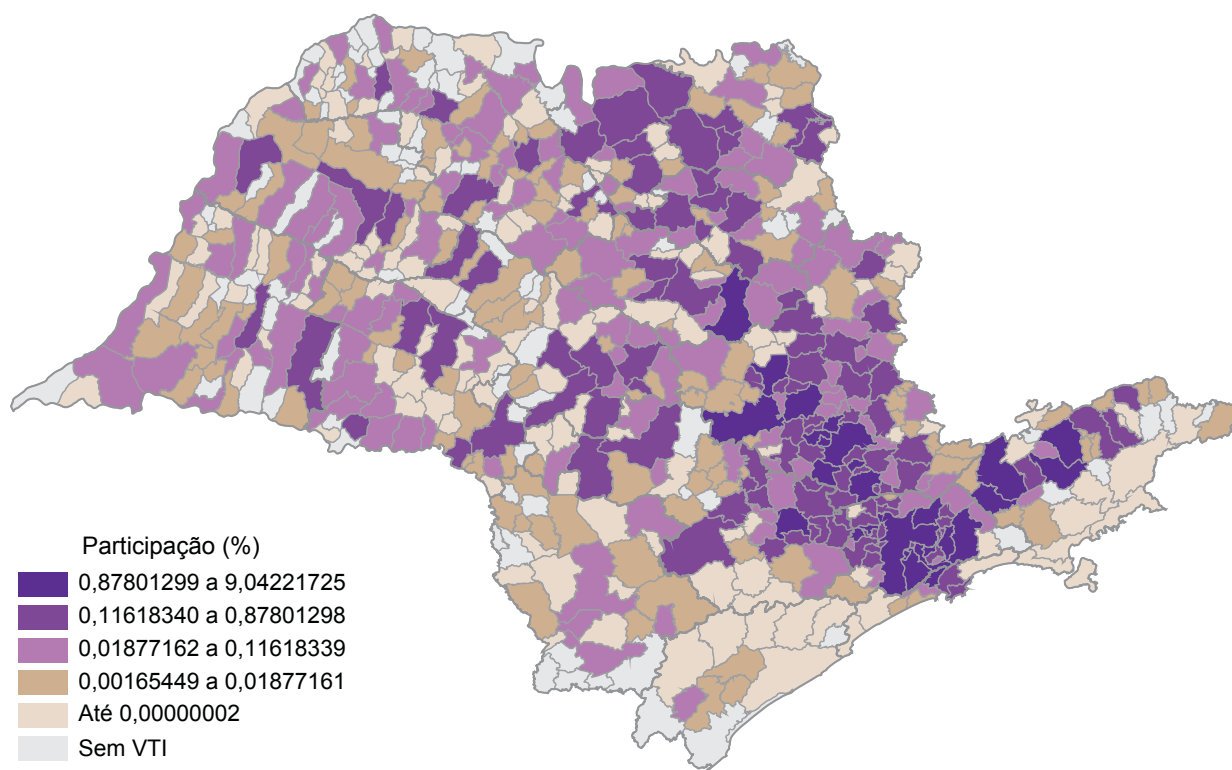 Participação (%)
0,87801299 a 9,04221725
0,11618340 a 0,87801298
0,01877162 a 0,11618339
0,00165449 a 0,01877161
Até 0,00000002
Sem VTI